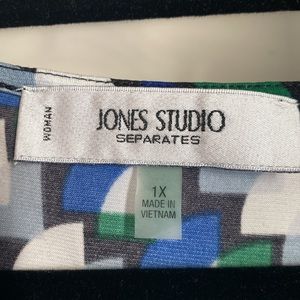 WOMAN
JONES STUDIO
SEPARATES
1X
MADE IN
VIETNAM